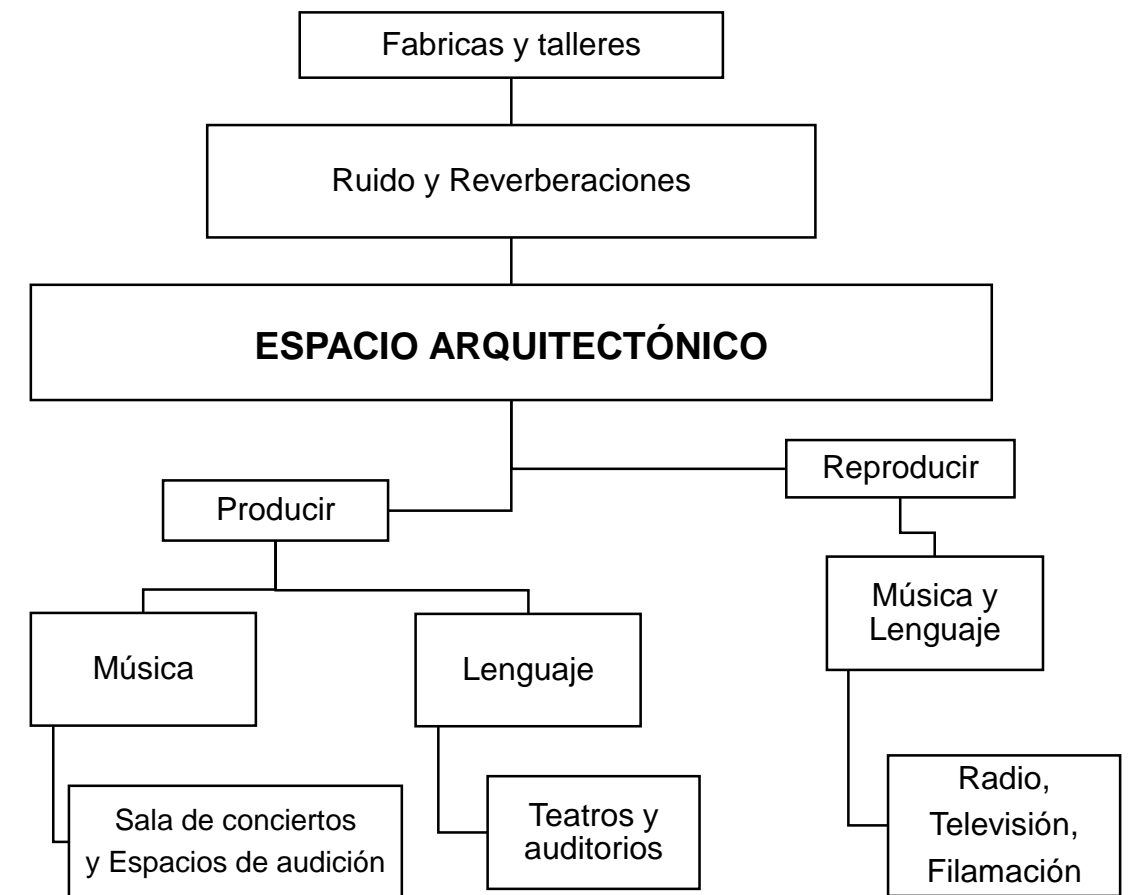 Fabricas y talleres
Ruido y Reverberaciones
ESPACIO ARQUITECTÓNICO
Producir
Reproducir
Música
Lenguaje
Música y
Lenguaje
Sala de conciertos
y Espacios de audición
Teatros y
auditorios
Radio,
Televisión,
Filamación